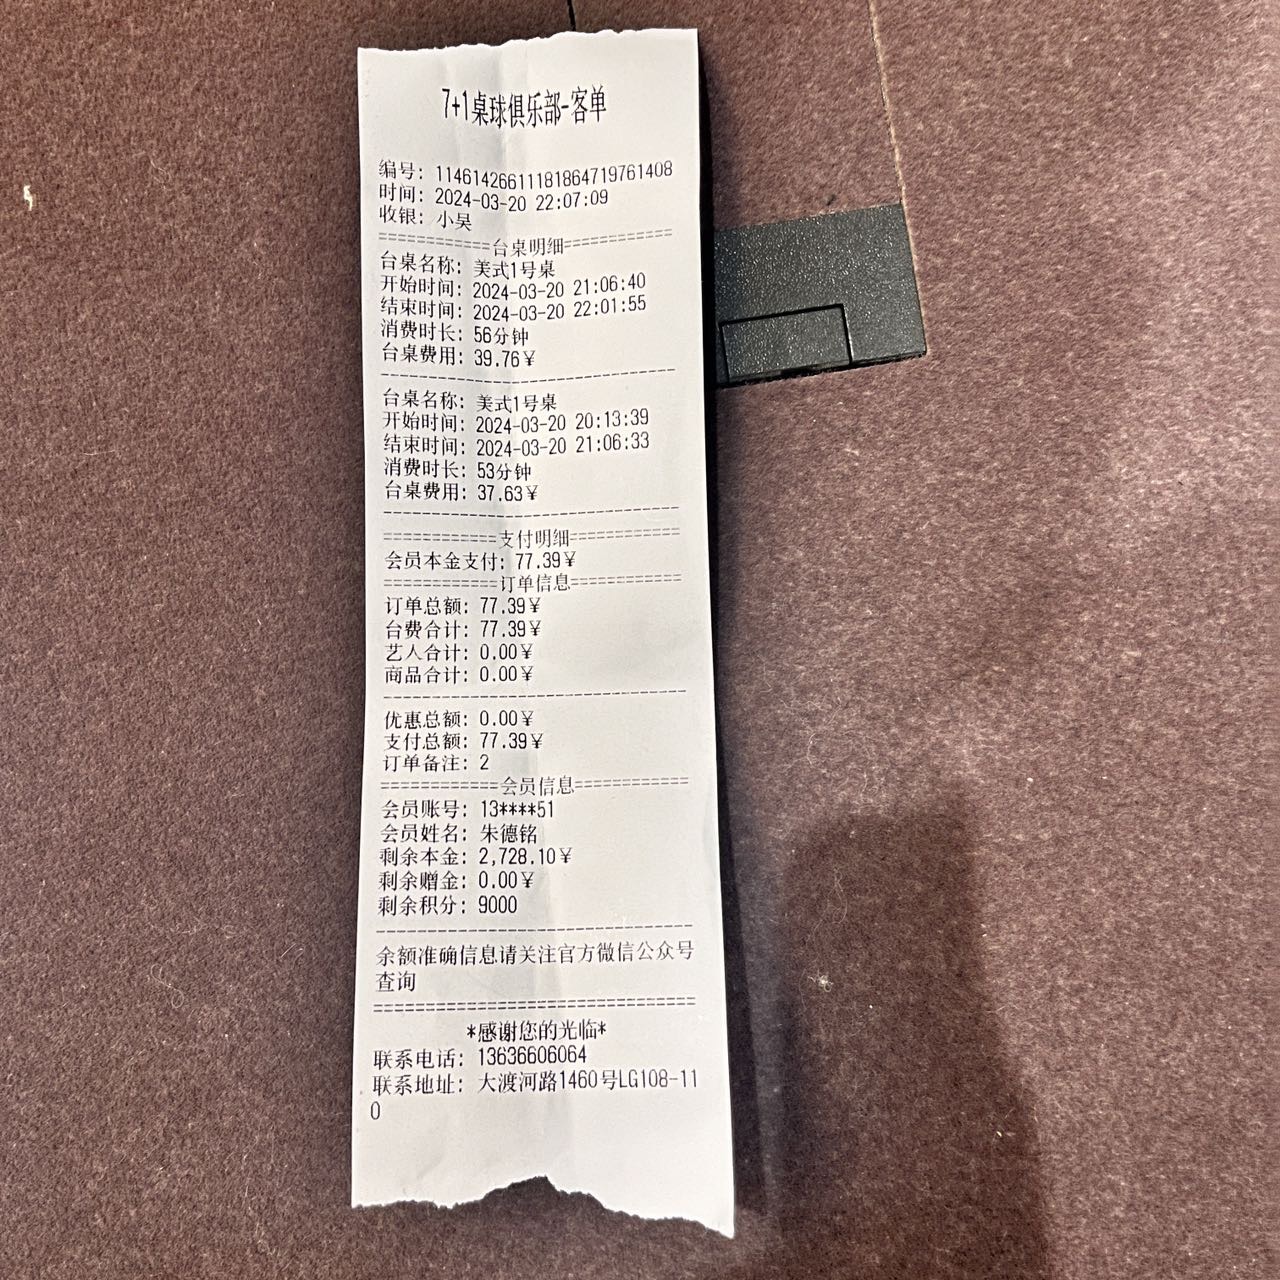 7+1桌球俱乐部-客单
编号: 1146142661118186471976​1408
时间: 2024-03-20 22:07:09
收银: 小吴
===========台桌明细===========
台桌名称: 美式1号桌
开始时间: 2024-03-20 21:06:40
结束时间: 2024-03-20 22:01:55
消费时长: 56分钟
台桌费用: 39.76¥
--------------------------------
台桌名称: 美式1号桌
开始时间: 2024-03-20 20:13:39
结束时间: 2024-03-20 21:06:33
消费时长: 53分钟
台桌费用: 37.63¥
--------------------------------
===========支付明细===========
会员本金支付: 77.39¥
===========订单信息===========
订单总额: 77.39¥
台费合计: 77.39¥
艺人合计: 0.00¥
商品合计: 0.00¥
--------------------------------
优惠总额: 0.00¥
支付总额: 77.39¥
订单备注: 2
===========会员信息===========
会员账号: 13****51
会员姓名: 朱德铭
剩余本金: 2,728.10¥
剩余赠金: 0.00¥
剩余积分: 9000
--------------------------------
余额准确信息请关注官方微信公众号
查询
================================
*感谢您的光临*
联系电话: 13636606064
联系地址: 大渡河路1460号LG108-11
0